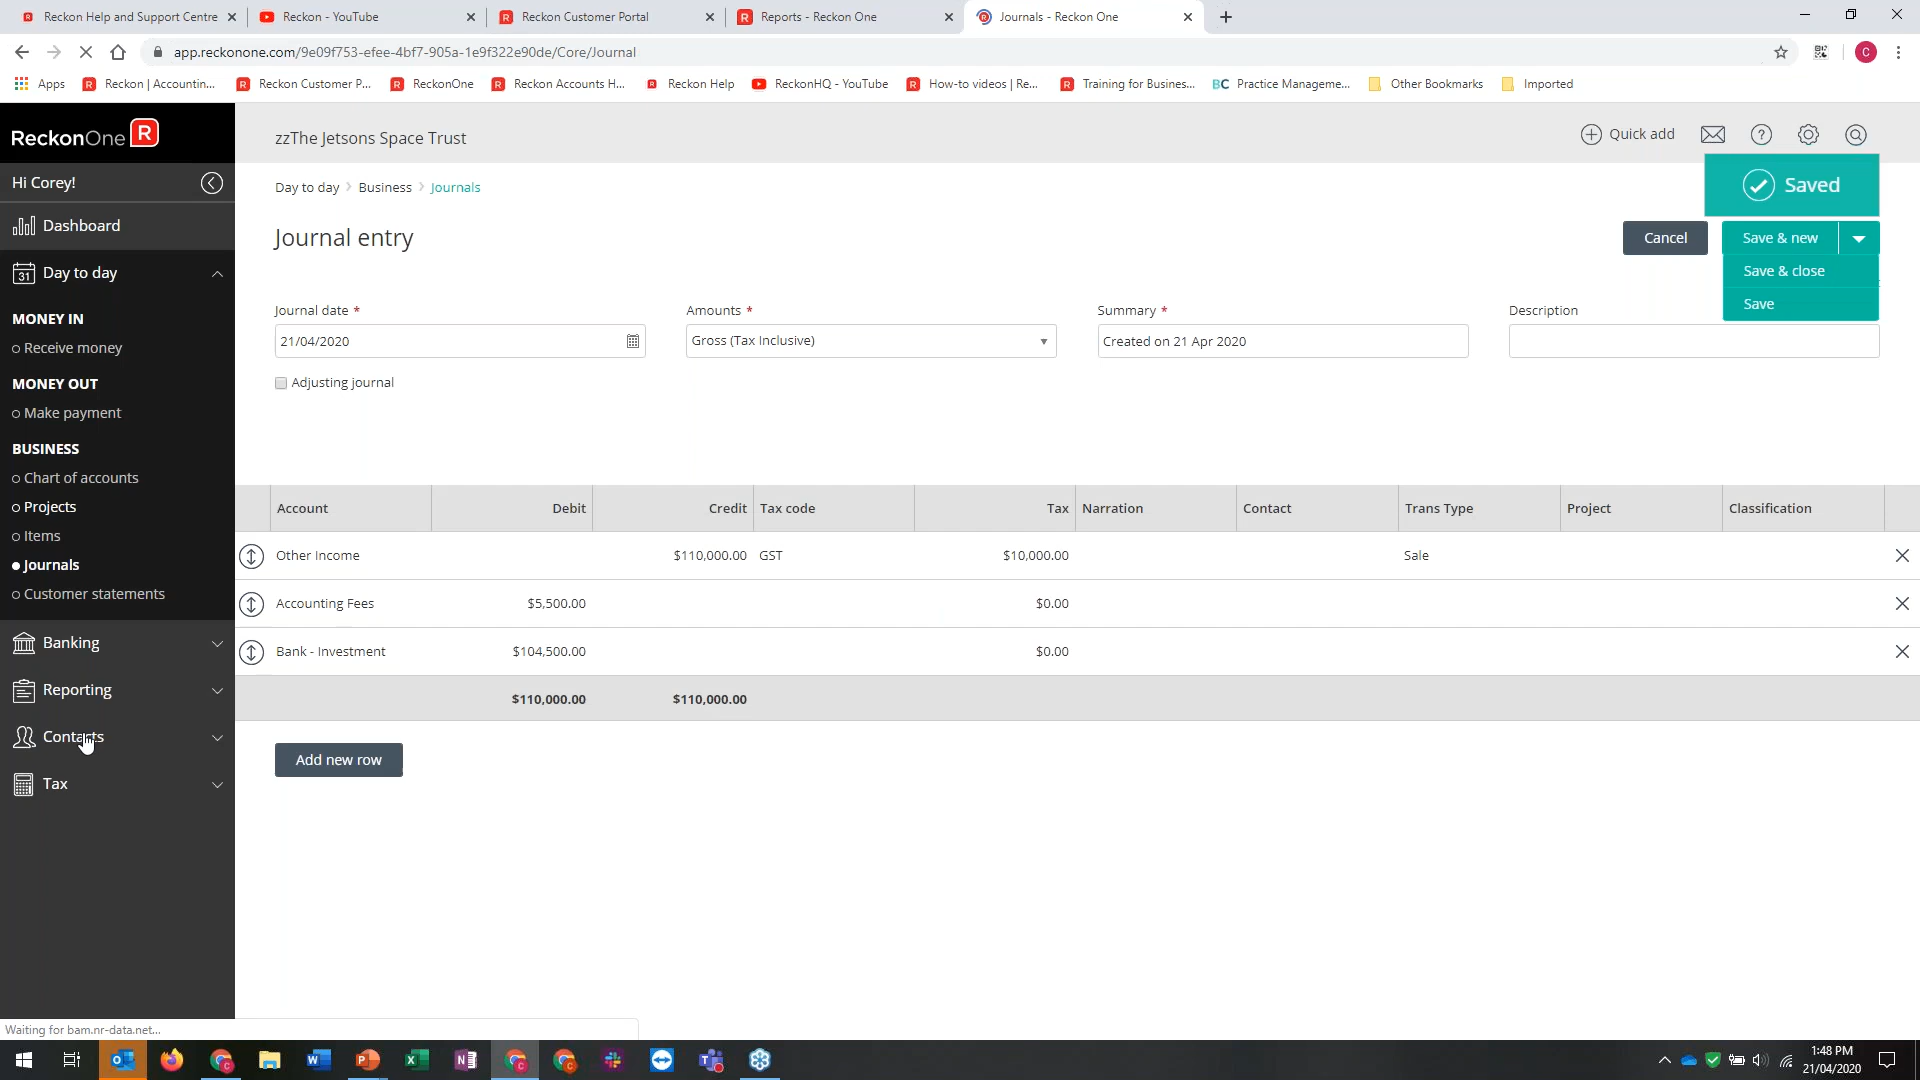 Reckon Help and Support Centre
Reckon - YouTube
Reckon Customer Portal
Reports - Reckon One
Journals - Reckon One
app.reckonone.com/9e09f753-efee-4bf7-905a-1e9f322e90de/Core/Journal
C
Apps
Reckon | Accountin...
Reckon Customer P...
ReckonOne
Reckon Accounts H...
Reckon Help
ReckonHQ - YouTube
How-to videos | Re...
Training for Busines...
BC Practice Manageme...
Other Bookmarks
Imported
ReckonOne R
zzThe Jetsons Space Trust
Quick add
Hi Corey!
Day to day > Business > Journals
Saved
Dashboard
Journal entry
Cancel
Save & new
Save & close
Save
Day to day
MONEY IN
Receive money
MONEY OUT
Make payment
BUSINESS
Chart of accounts
Projects
Items
Journals
Customer statements
Banking
Reporting
Contacts
Tax
Journal date *
Amounts *
Summary *
Description
21/04/2020
Gross (Tax Inclusive)
Created on 21 Apr 2020
Adjusting journal
Account Debit Credit Tax code Tax Narration Contact Trans Type Project Classification
Other Income $110,000.00 GST $10,000.00 Sale
Accounting Fees $5,500.00 $0.00
Bank - Investment $104,500.00 $0.00
$110,000.00 $110,000.00
Add new row
Waiting for bam.nr-data.net...
1:48 PM
21/04/2020